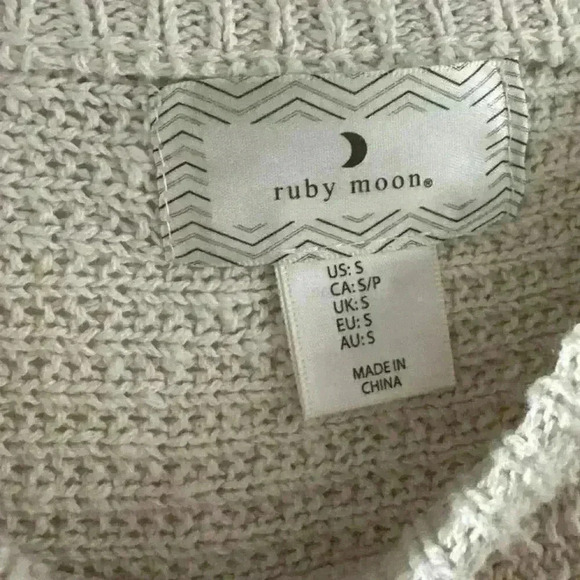 ruby moon®
US: S
CA: S/P
UK: S
EU: S
AU: S
MADE IN
CHINA